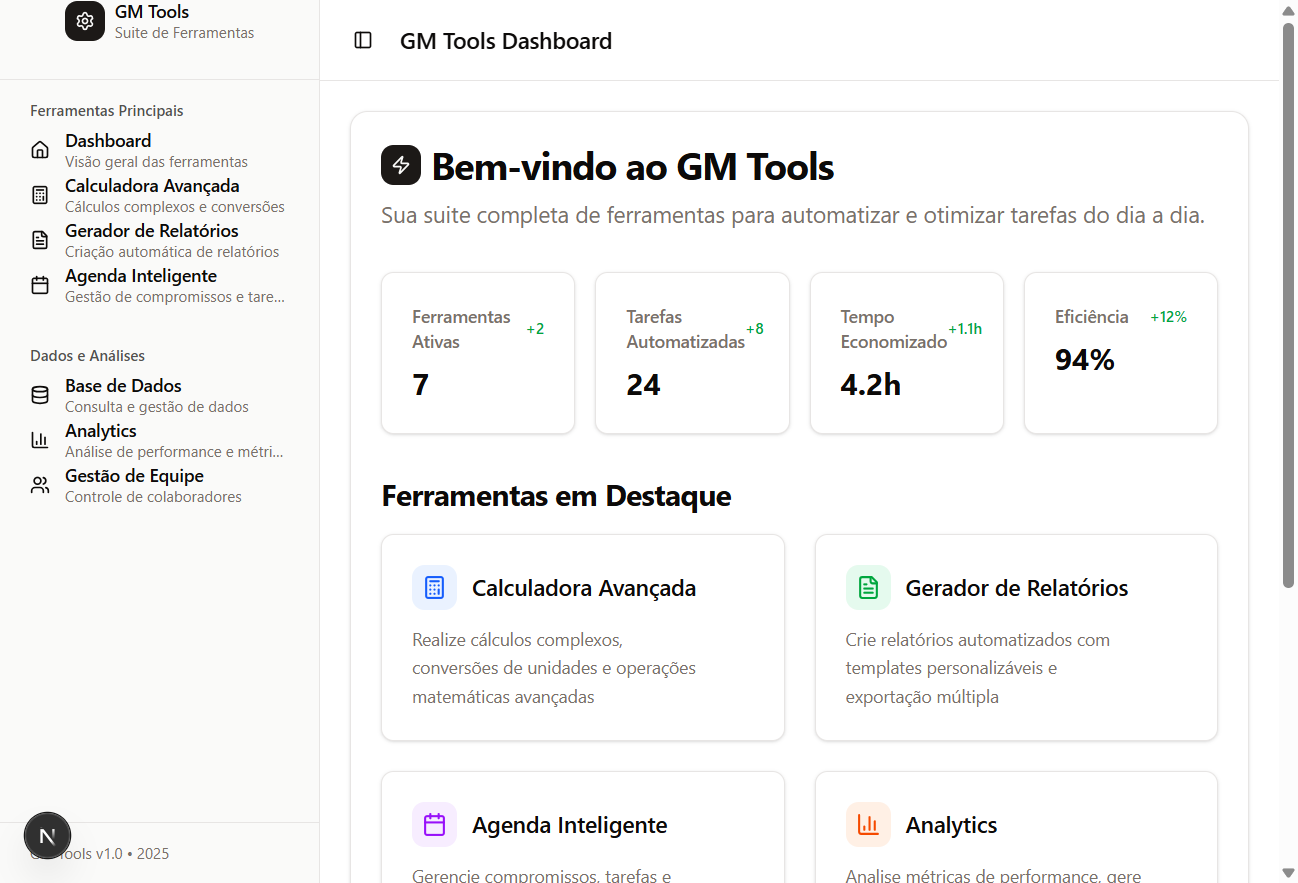 GM Tools
Suite de Ferramentas
Ferramentas Principais
Dashboard
Visão geral das ferramentas
Calculadora Avançada
Cálculos complexos e conversões
Gerador de Relatórios
Criação automática de relatórios
Agenda Inteligente
Gestão de compromissos e tare...
Dados e Análises
Base de Dados
Consulta e gestão de dados
Analytics
Análise de performance e métri...
Gestão de Equipe
Controle de colaboradores
N
GM Tools v1.0 • 2025
GM Tools Dashboard
Bem-vindo ao GM Tools
Sua suite completa de ferramentas para automatizar e otimizar tarefas do dia a dia.
Ferramentas
Ativas
+2
7
Tarefas
Automatizadas
+8
24
Tempo
Economizado
+1.1h
4.2h
Eficiência
+12%
94%
Ferramentas em Destaque
Calculadora Avançada
Realize cálculos complexos,
conversões de unidades e operações
matemáticas avançadas
Gerador de Relatórios
Crie relatórios automatizados com
templates personalizáveis e
exportação múltipla
Agenda Inteligente
Gerencie compromissos, tarefas e
Analytics
Analise métricas de performance, gere